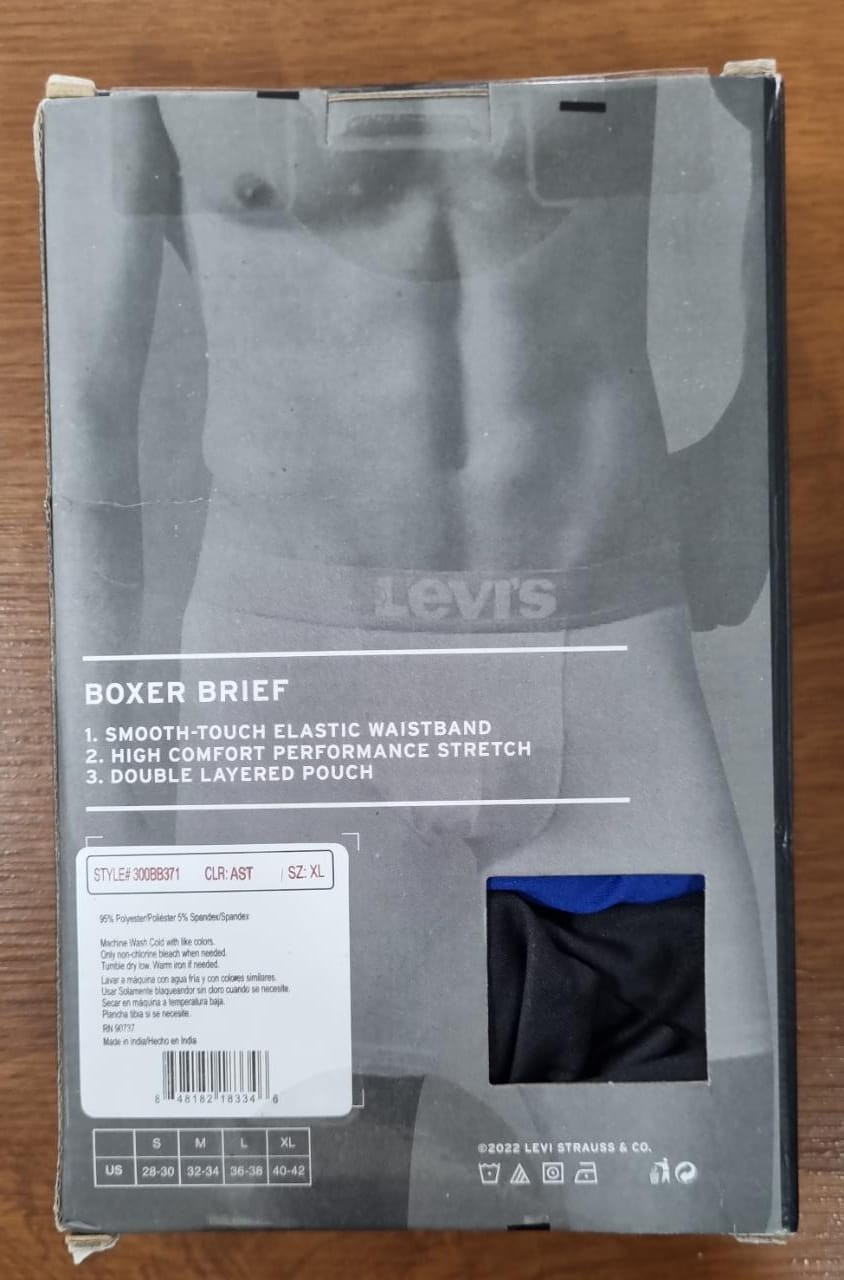 Levi's
BOXER BRIEF
1. SMOOTH-TOUCH ELASTIC WAISTBAND
2. HIGH COMFORT PERFORMANCE STRETCH
3. DOUBLE LAYERED POUCH
STYLE# 300BB371 CLR: AST | SZ: XL
95% Polyester/Poliéster 5% Spandex/Spandex
Machine Wash Cold with like colors.
Only non-chlorine bleach when needed.
Tumble dry low. Warm iron if needed.
Lavar a máquina con agua fría y con colores similares.
Usar Solamente blaqueandor sin cloro cuando se necesite.
Secar en máquina a temperatura baja.
Plancha tibia si se necesite.
RN 90737
Made in India/Hecho en India
8 48182 18334 6
S M L XL
US 28-30 32-34 36-38 40-42
©2022 LEVI STRAUSS & CO.